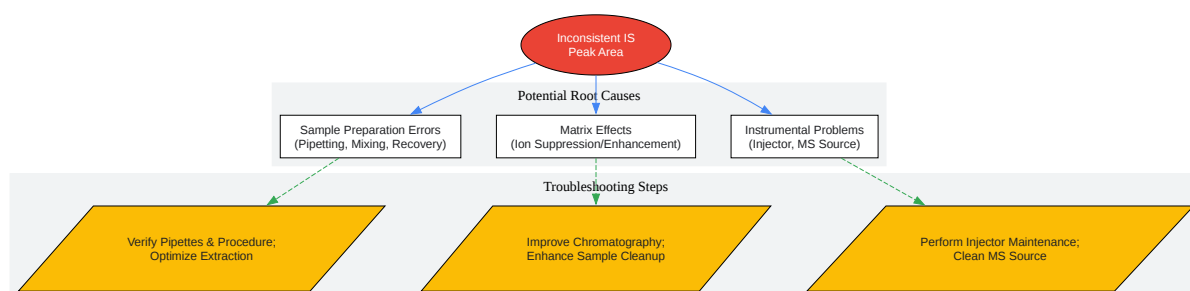 Inconsistent IS
Peak Area
Potential Root Causes
Sample Preparation Errors
(Pipetting, Mixing, Recovery)
Matrix Effects
(Ion Suppression/Enhancement)
Instrumental Problems
(Injector, MS Source)
Troubleshooting Steps
Verify Pipettes & Procedure;
Optimize Extraction
Improve Chromatography;
Enhance Sample Cleanup
Perform Injector Maintenance;
Clean MS Source